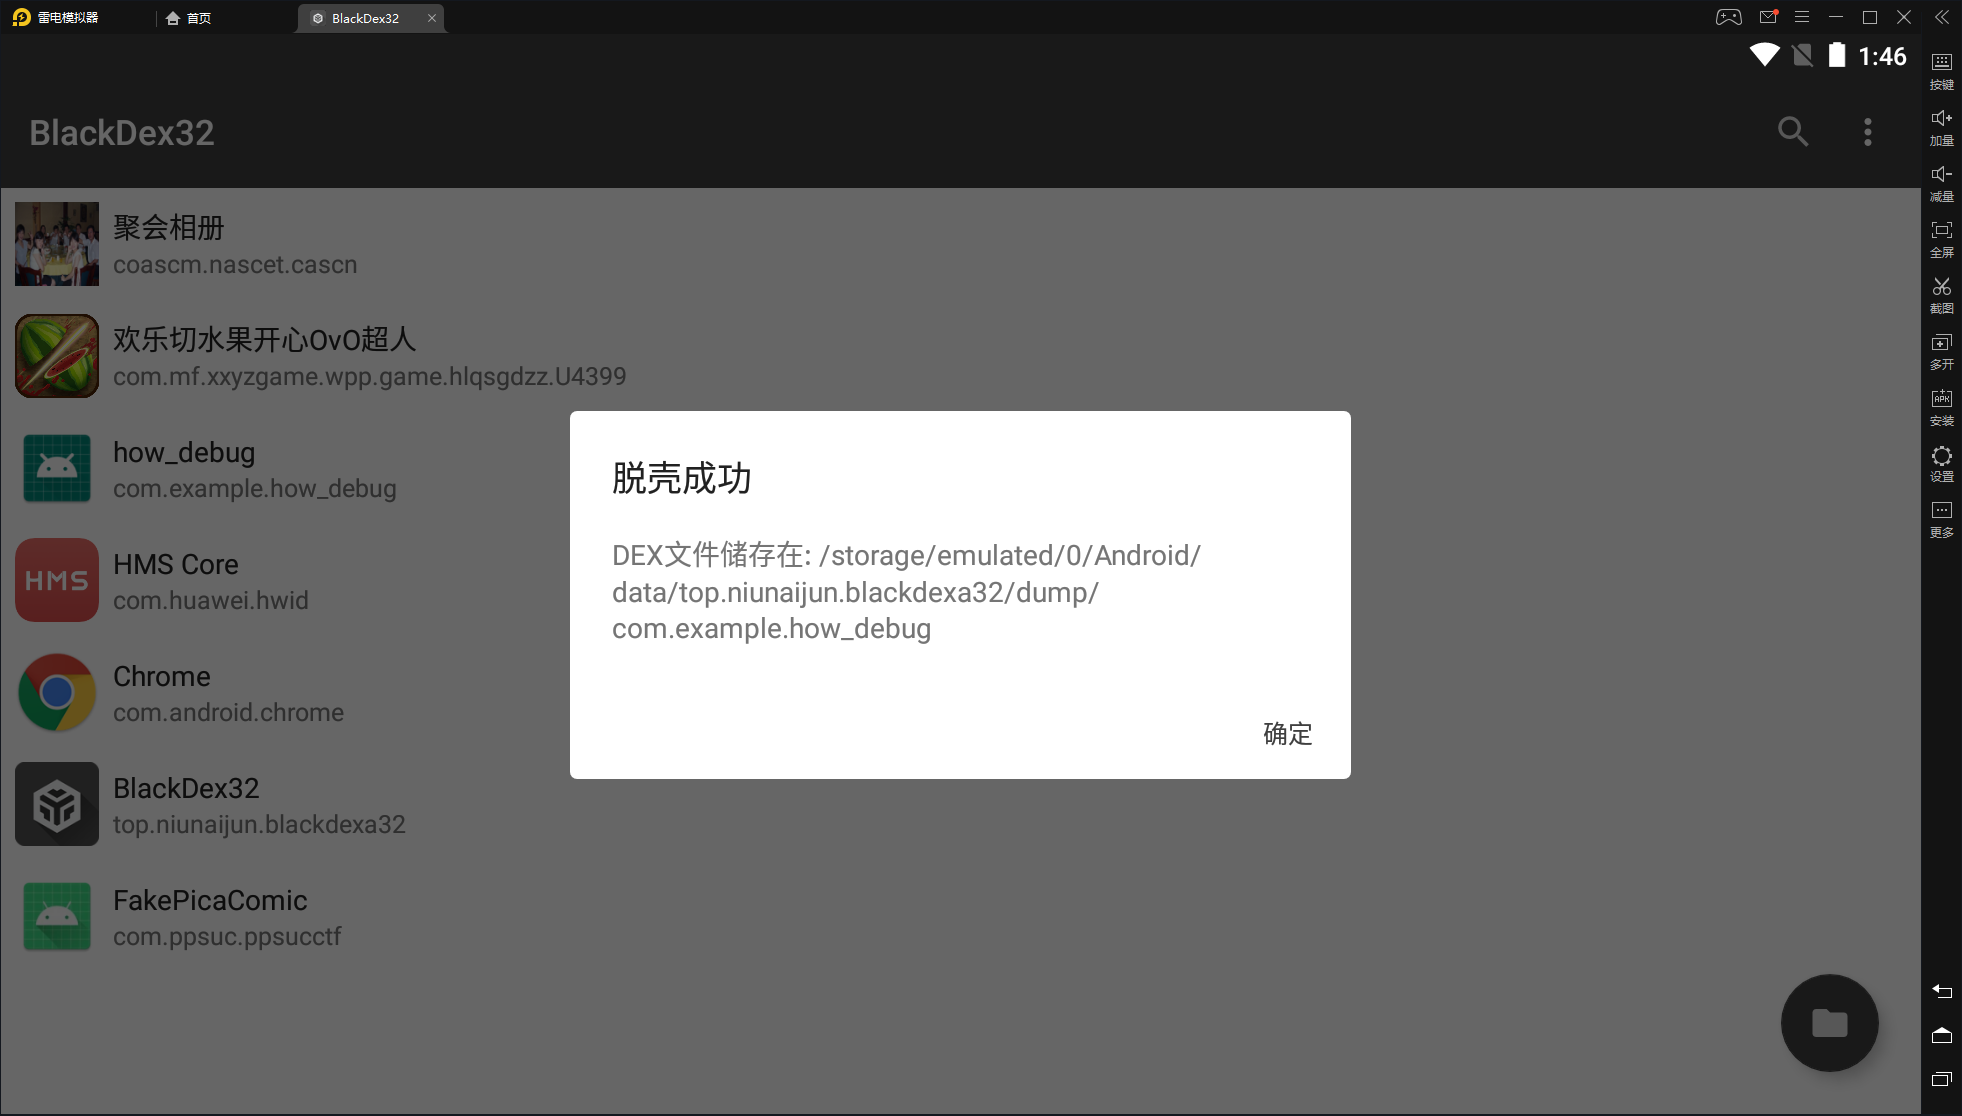 雷电模拟器
首页
BlackDex32
1:46
BlackDex32
聚会相册
coascm.nascet.cascn
欢乐切水果开心OvO超人
com.mf.xxyzgame.wpp.game.hlqsgdzz.U4399
how_debug
com.example.how_debug
HMS
HMS Core
com.huawei.hwid
Chrome
com.android.chrome
BlackDex32
top.niunaijun.blackdexa32
FakePicaComic
com.ppsuc.ppsucctf
脱壳成功
DEX文件储存在: /storage/emulated/0/Android/
data/top.niunaijun.blackdexa32/dump/
com.example.how_debug
确定
按键
加量
减量
全屏
截图
多开
APK
安装
设置
更多